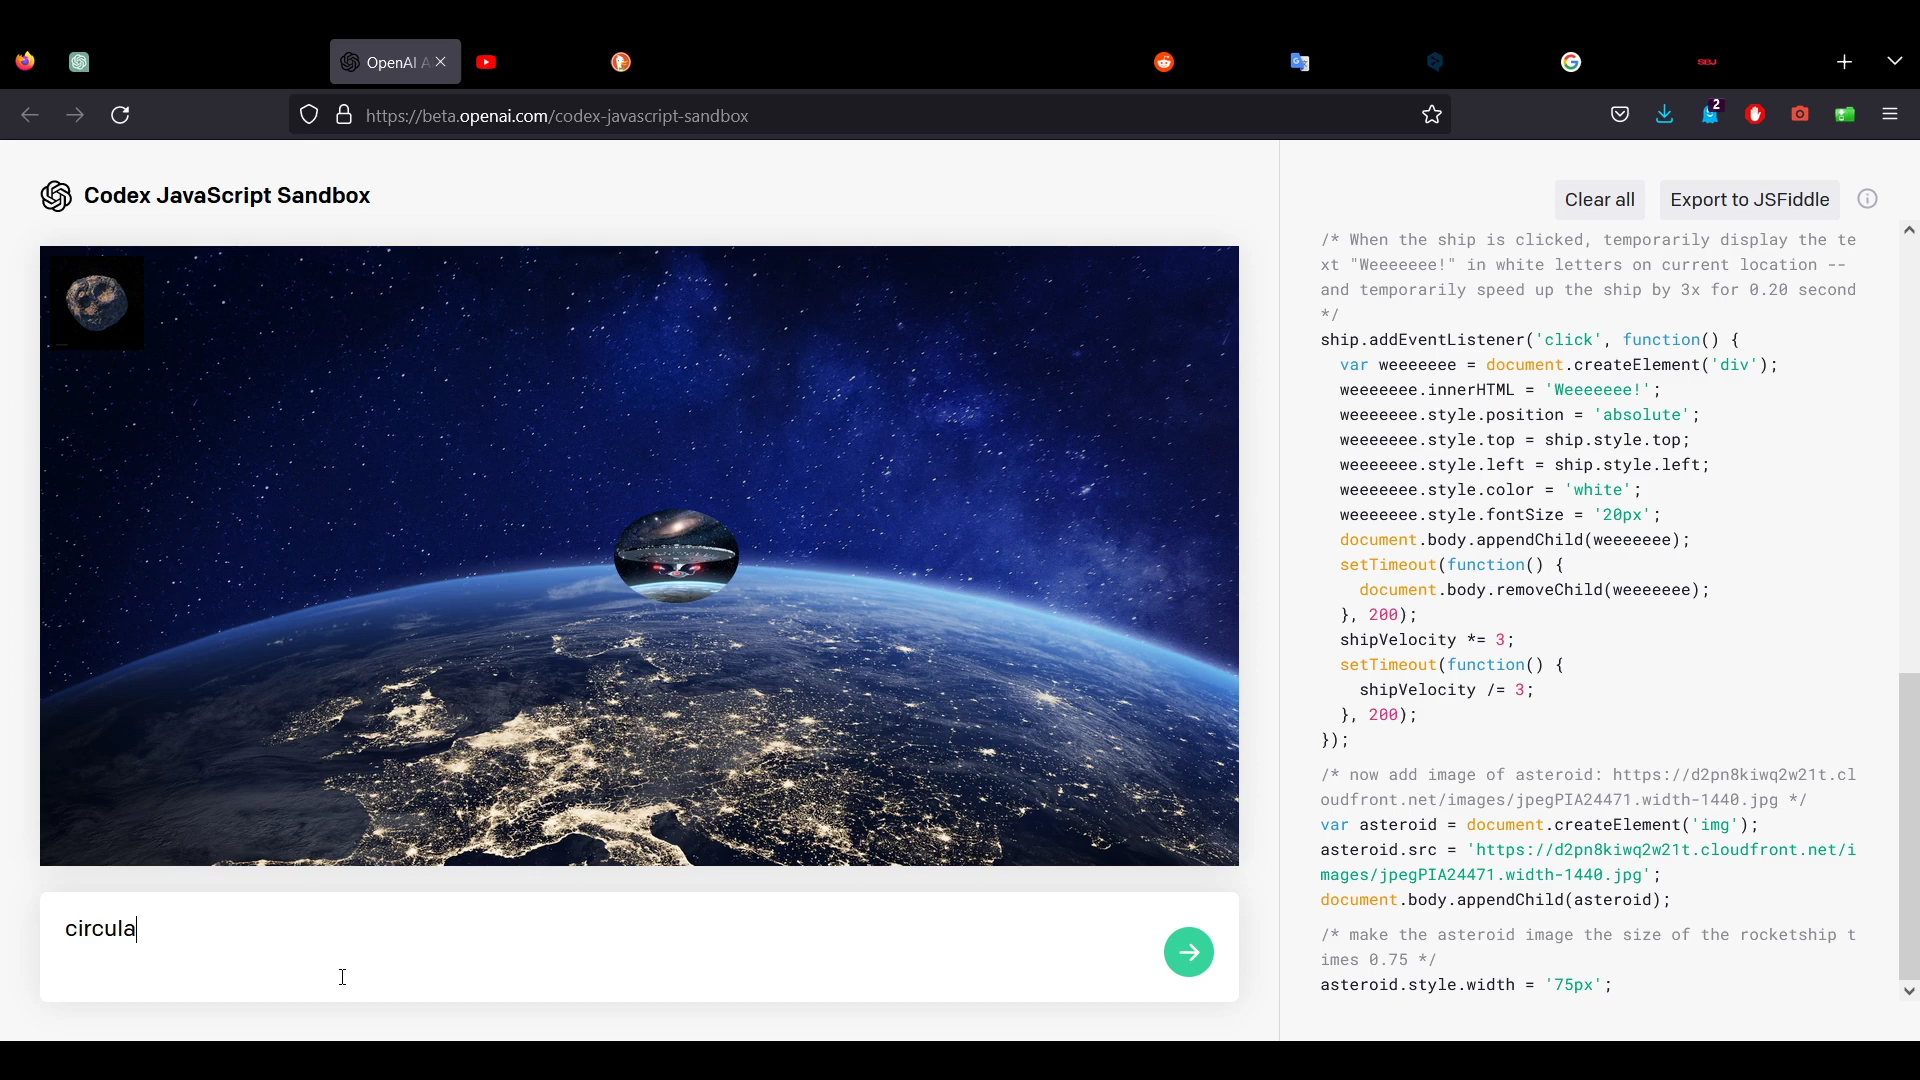 OpenAI A
SBJ
https://beta.openai.com/codex-javascript-sandbox
2
Codex JavaScript Sandbox
Clear all
Export to JSFiddle
/* When the ship is clicked, temporarily display the te
xt "Weeeeeee!" in white letters on current location --
and temporarily speed up the ship by 3x for 0.20 second
*/
ship.addEventListener('click', function() {
var weeeeeee = document.createElement('div');
weeeeeee.innerHTML = 'Weeeeeee!';
weeeeeee.style.position = 'absolute';
weeeeeee.style.top = ship.style.top;
weeeeeee.style.left = ship.style.left;
weeeeeee.style.color = 'white';
weeeeeee.style.fontSize = '20px';
document.body.appendChild(weeeeeee);
setTimeout(function() {
document.body.removeChild(weeeeeee);
}, 200);
shipVelocity *= 3;
setTimeout(function() {
shipVelocity /= 3;
}, 200);
});
/* now add image of asteroid: https://d2pn8kiwq2w21t.cl
oudfront.net/images/jpegPIA24471.width-1440.jpg */
var asteroid = document.createElement('img');
asteroid.src = 'https://d2pn8kiwq2w21t.cloudfront.net/i
mages/jpegPIA24471.width-1440.jpg';
document.body.appendChild(asteroid);
/* make the asteroid image the size of the rocketship t
imes 0.75 */
asteroid.style.width = '75px';
circula